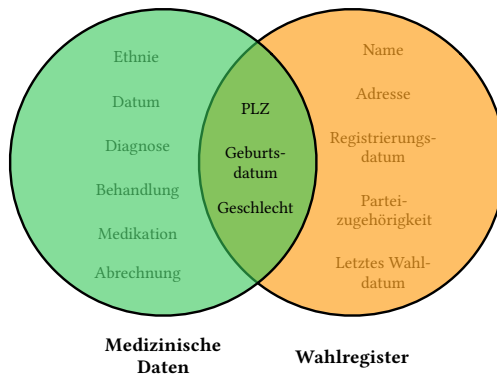 Ethnie
Datum
Diagnose
Behandlung
Medikation
Abrechnung
PLZ
Geburts-
datum
Geschlecht
Name
Adresse
Registrierungs-
datum
Partei-
zugehörigkeit
Letztes Wahl-
datum
Medizinische
Daten
Wahlregister